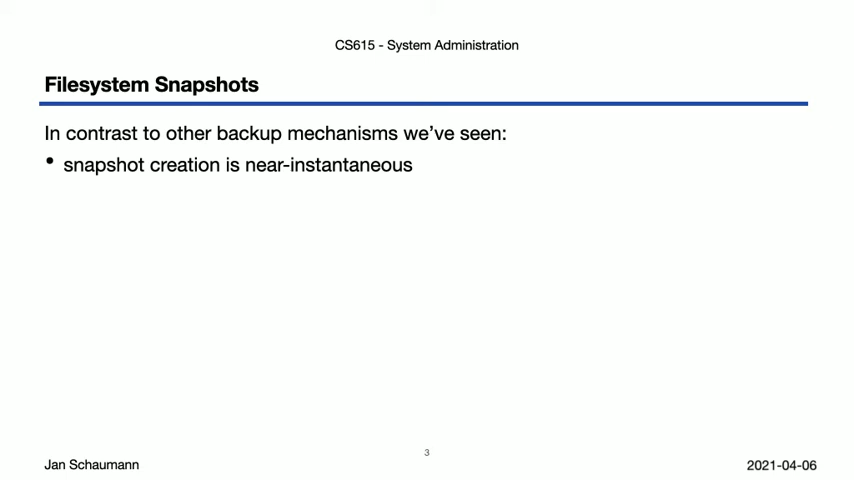 CS615 - System Administration
Filesystem Snapshots
In contrast to other backup mechanisms we’ve seen:
• snapshot creation is near-instantaneous
3
Jan Schaumann
2021-04-06